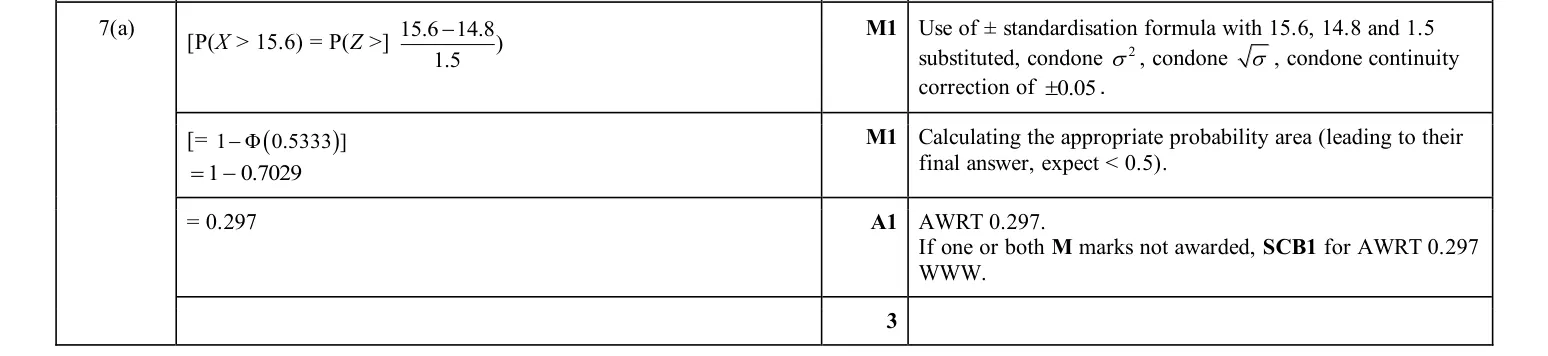 7(a)
[P(X > 15.6) = P(Z >] (15.6 − 14.8)/1.5)
M1
Use of ± standardisation formula with 15.6, 14.8 and 1.5
substituted, condone σ², condone √σ, condone continuity
correction of ±0.05.
[= 1 − Φ(0.5333)]
= 1 − 0.7029
M1
Calculating the appropriate probability area (leading to their
final answer, expect < 0.5).
= 0.297
A1
AWRT 0.297.
If one or both M marks not awarded, SCB1 for AWRT 0.297
WWW.
3